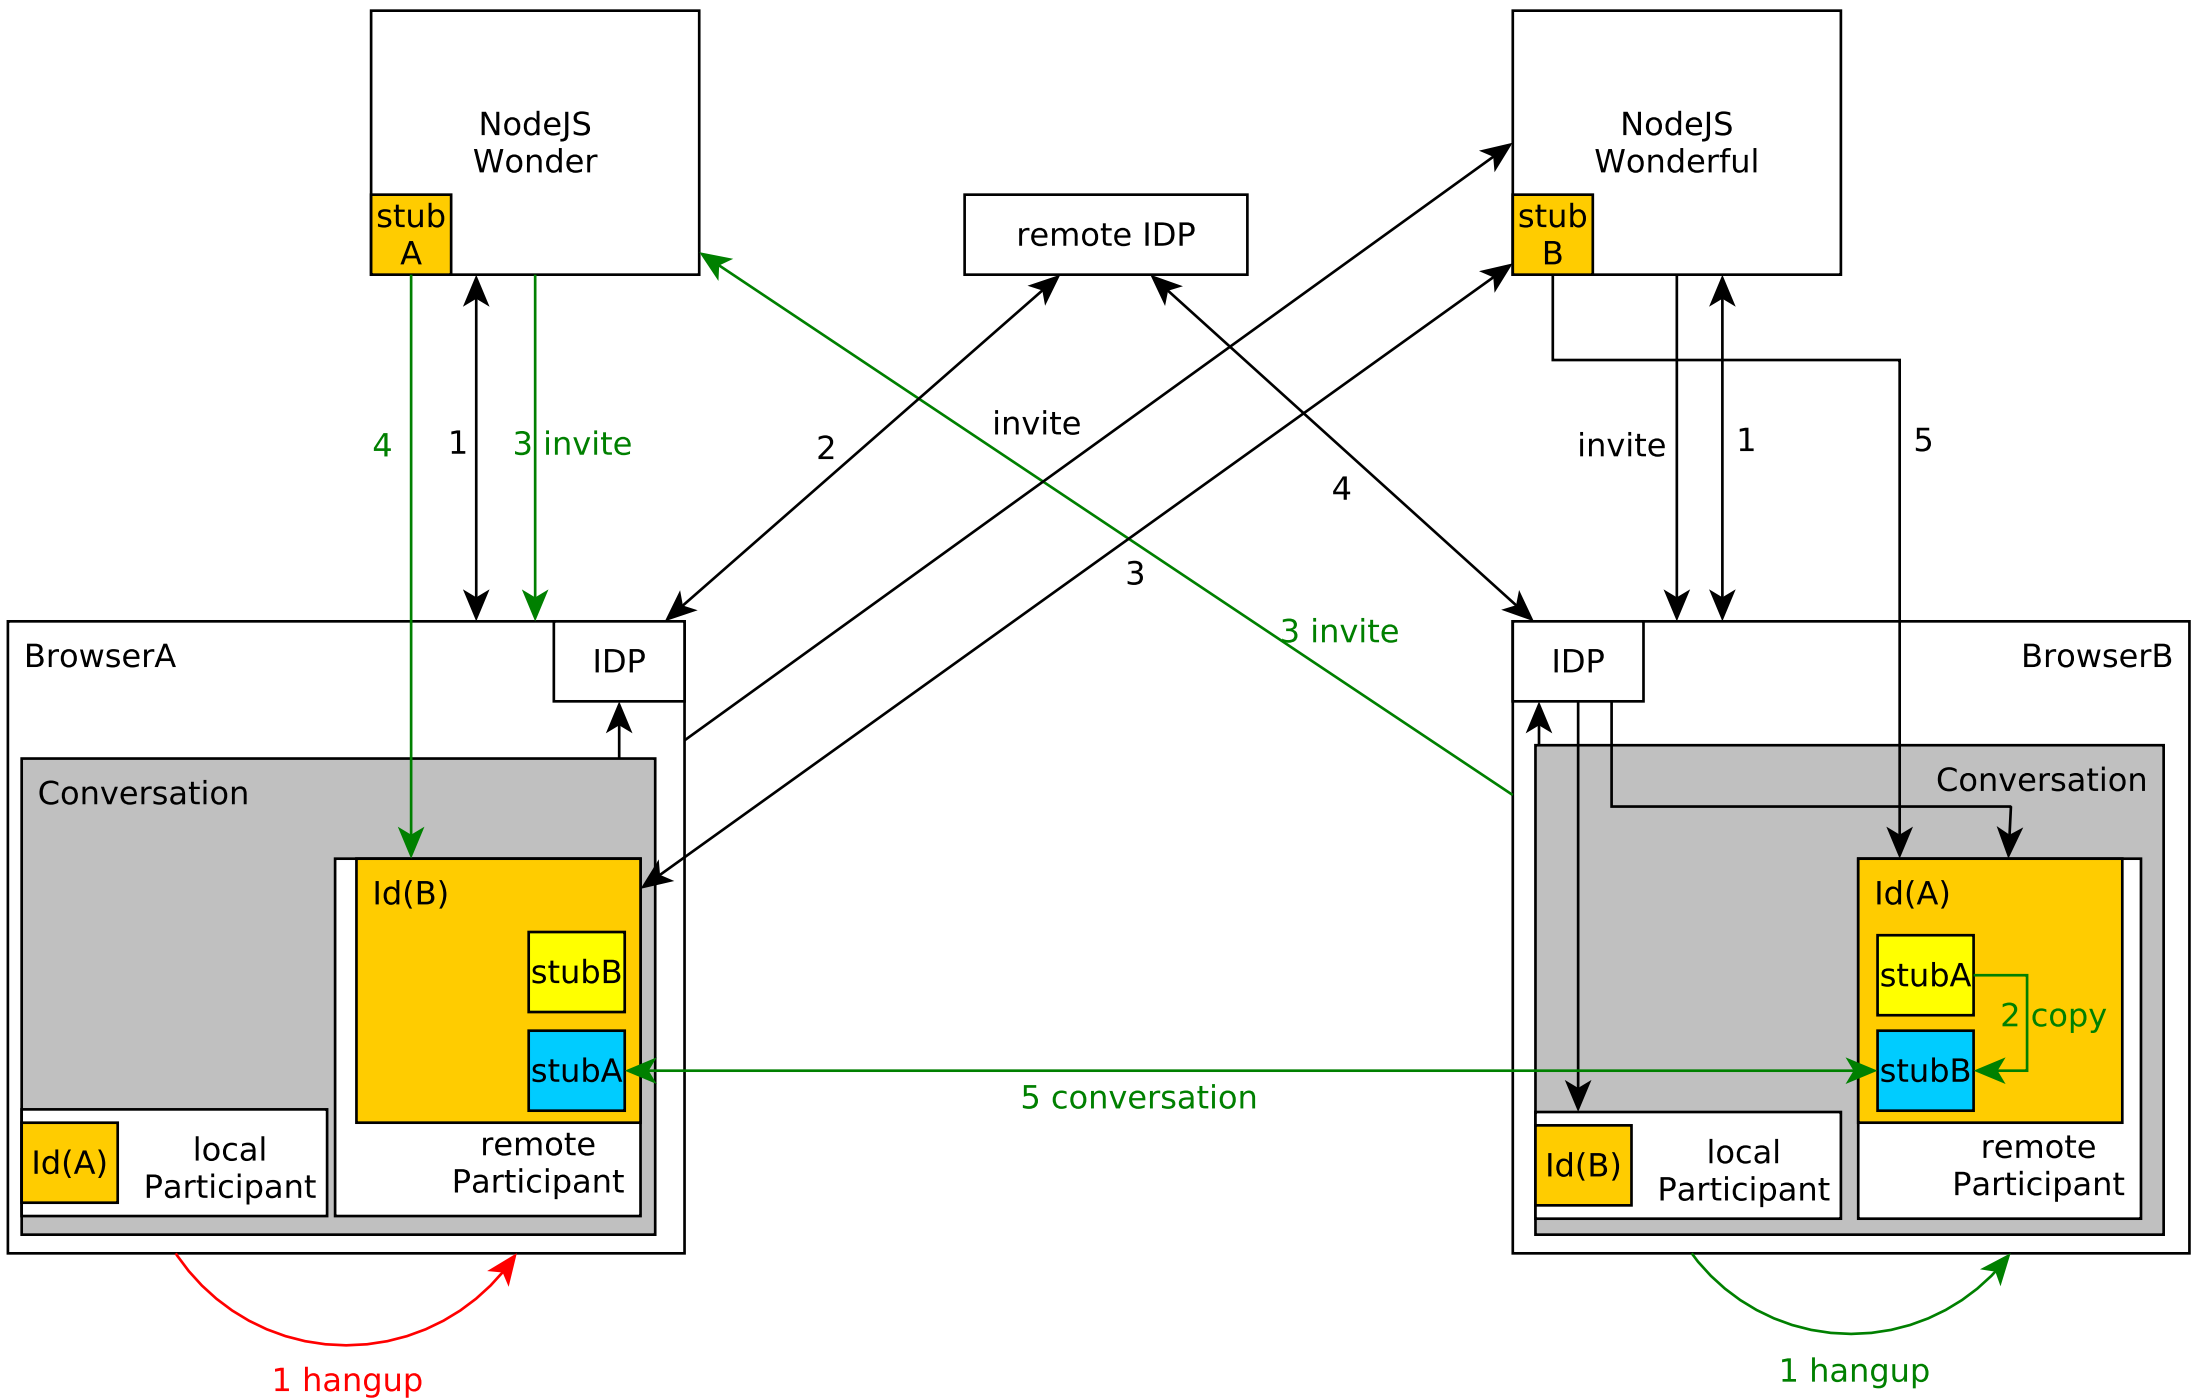 NodeJS
Wonder
stub
A
remote IDP
NodeJS
Wonderful
stub
B
4
1
3 invite
2
invite
3
4
3 invite
invite
1
5
BrowserA
IDP
Conversation
Id(B)
stubB
stubA
Id(A)
local
Participant
remote
Participant
1 hangup
5 conversation
IDP
BrowserB
Conversation
Id(A)
stubA
2 copy
stubB
Id(B)
local
Participant
remote
Participant
1 hangup